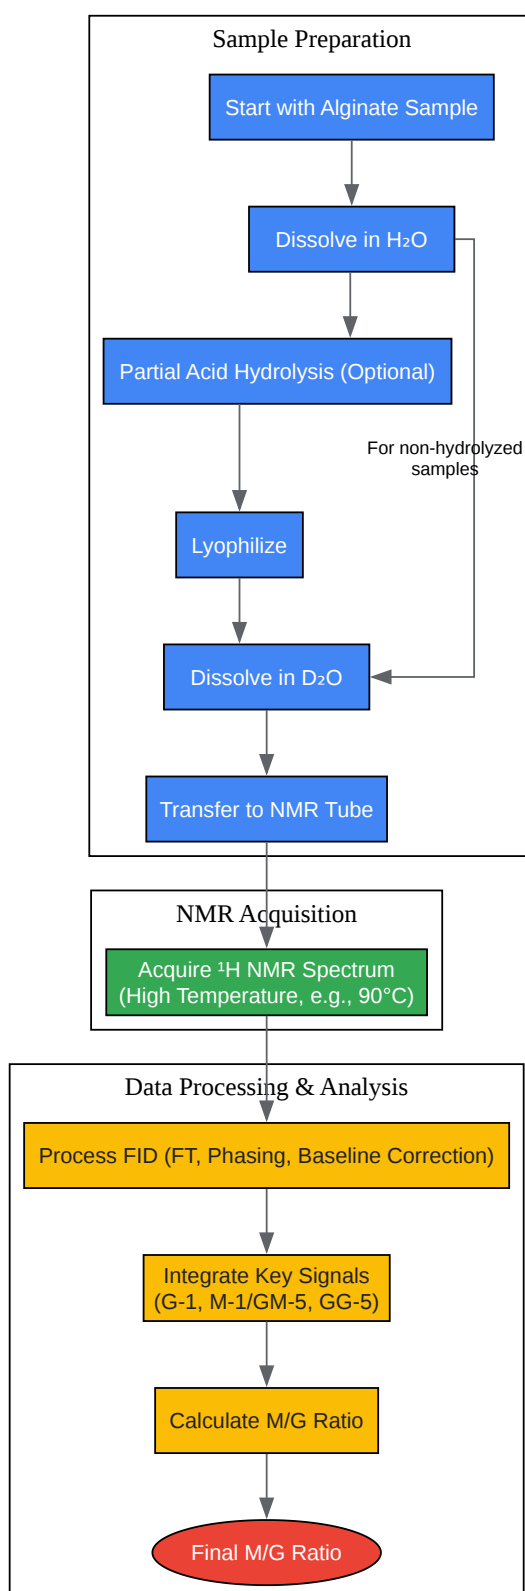 Sample Preparation
Start with Alginate Sample
Dissolve in H₂O
Partial Acid Hydrolysis (Optional)
For non-hydrolyzed
samples
Lyophilize
Dissolve in D₂O
Transfer to NMR Tube
NMR Acquisition
Acquire ¹H NMR Spectrum
(High Temperature, e.g., 90°C)
Data Processing & Analysis
Process FID (FT, Phasing, Baseline Correction)
Integrate Key Signals
(G-1, M-1/GM-5, GG-5)
Calculate M/G Ratio
Final M/G Ratio